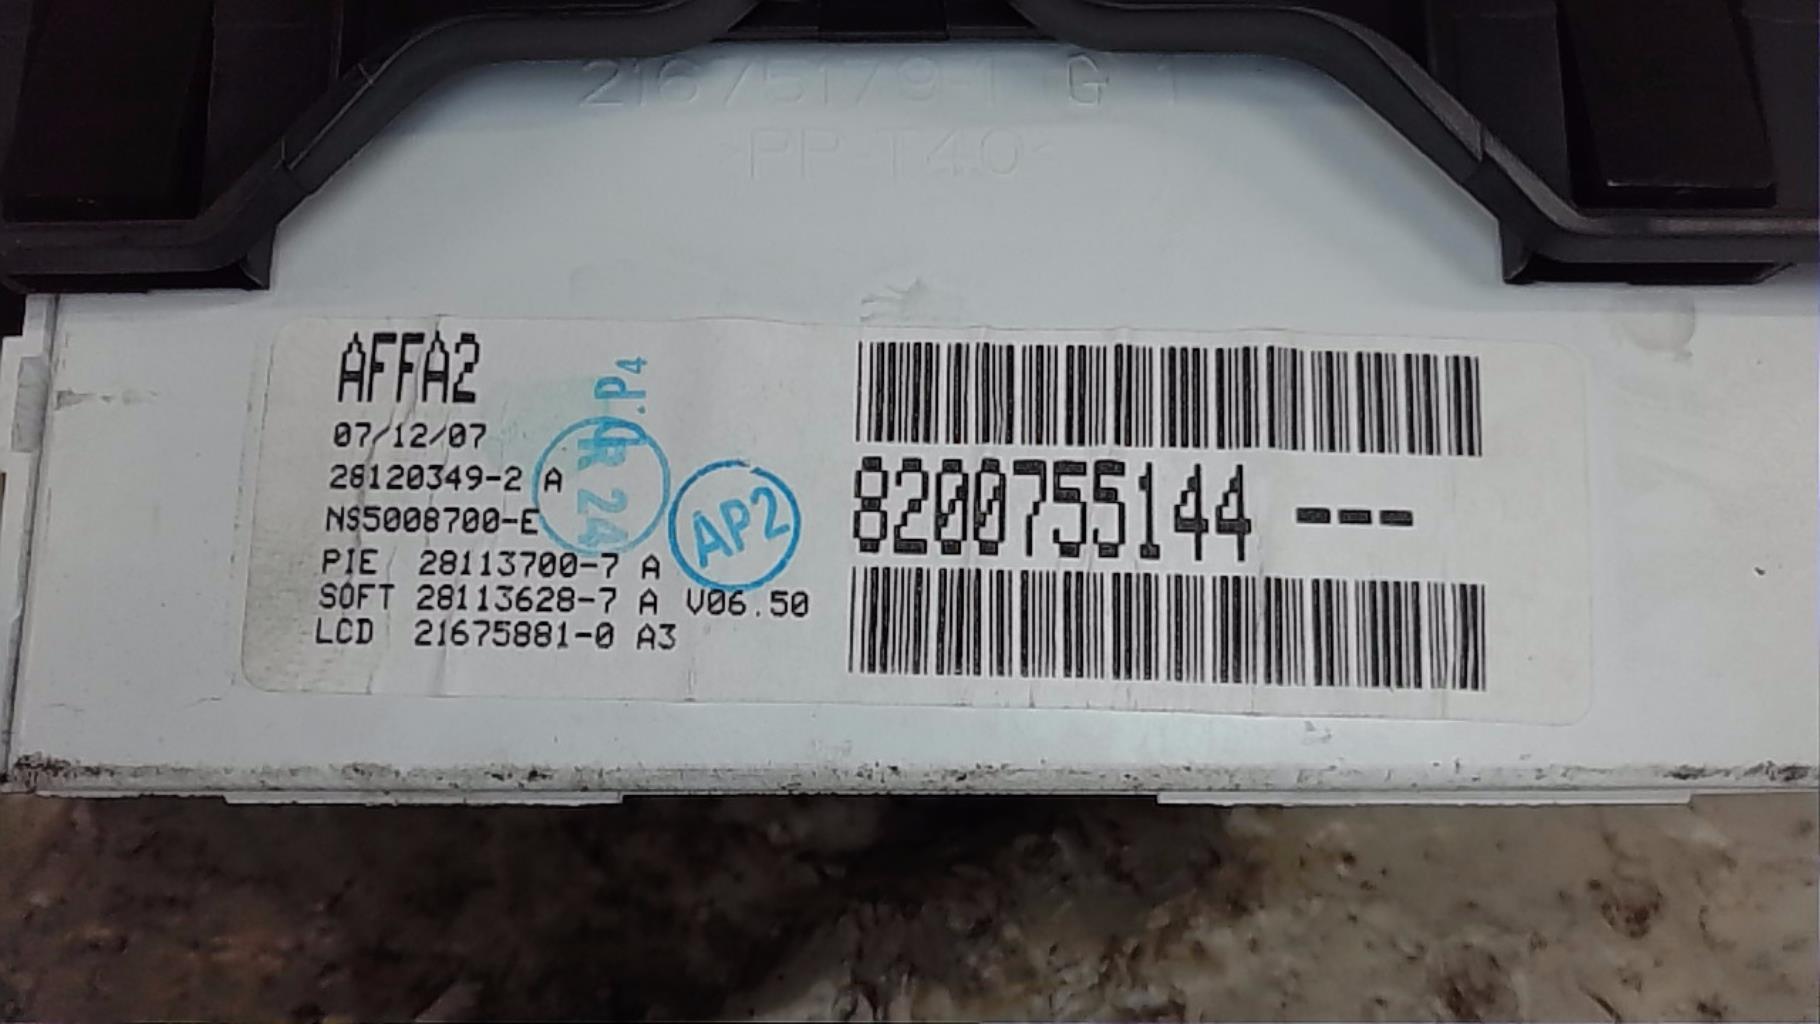 21675179-1 G 1
>PP-T40<
AFFA2
07/12/07
28120349-2 A
NS5008700-E
PIE 28113700-7 A
SOFT 28113628-7 A V06.50
LCD 21675881-0 A3
.P4
R 24
AP2
8200755144 ---